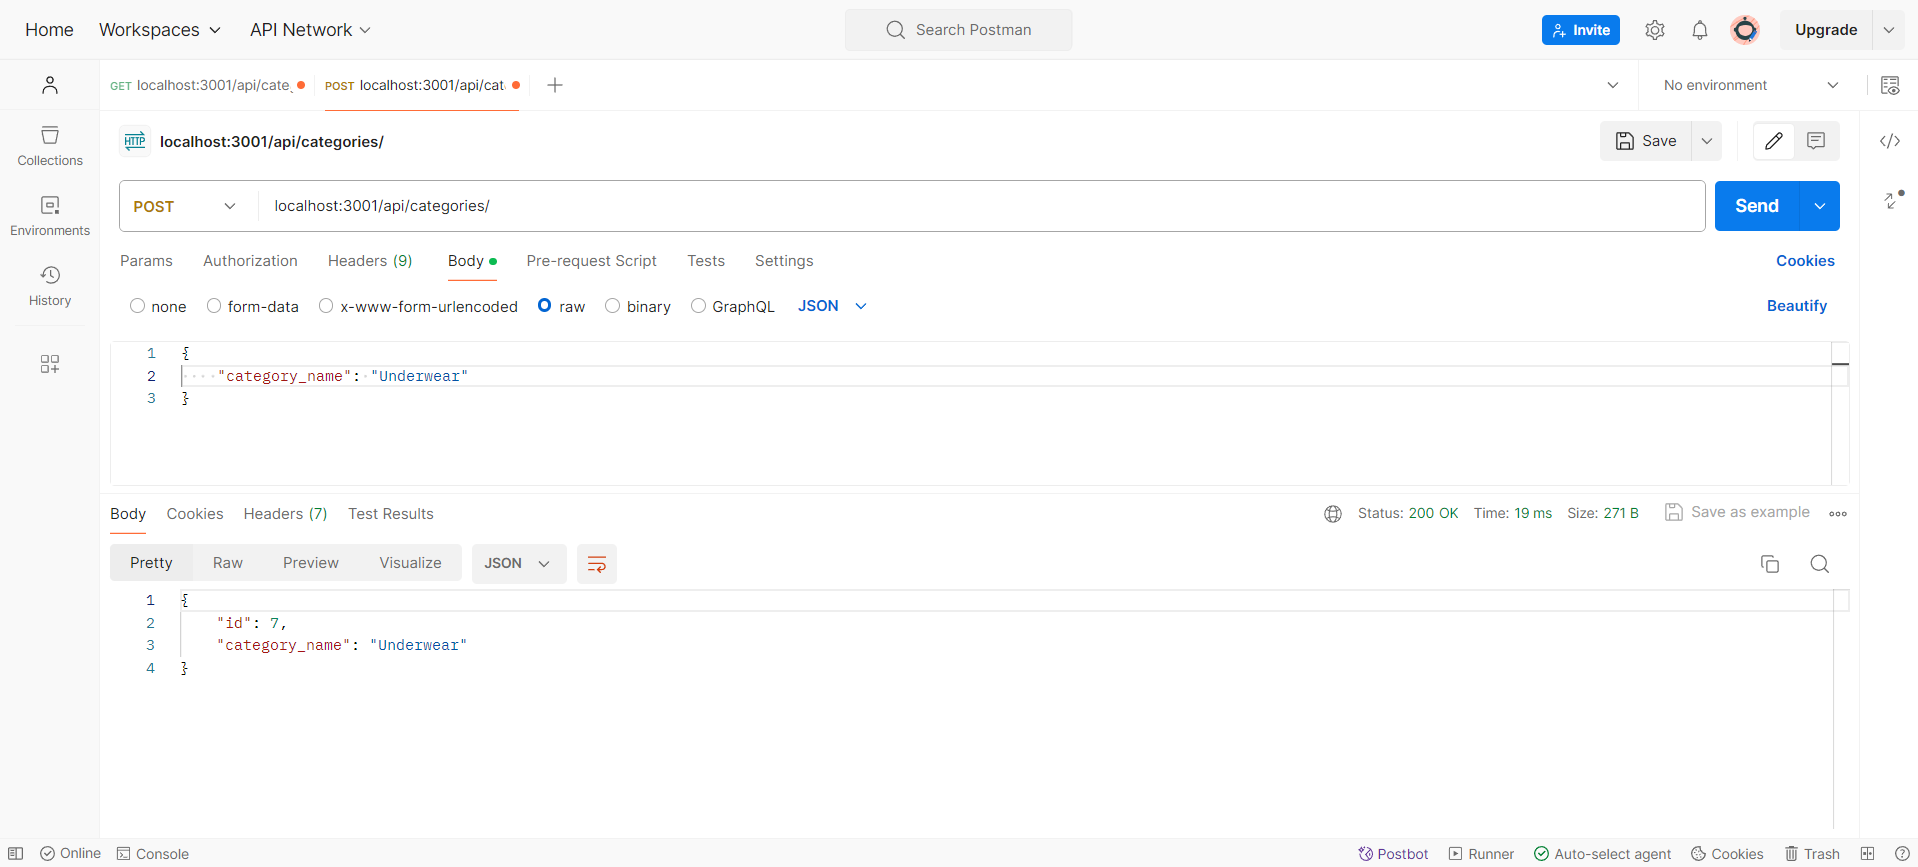 Home Workspaces API Network Search Postman Invite Upgrade
GET localhost:3001/api/cate POST localhost:3001/api/cat No environment
HTTP localhost:3001/api/categories/ Save
Collections
POST localhost:3001/api/categories/ Send
Environments
Params Authorization Headers (9) Body Pre-request Script Tests Settings Cookies
History
none form-data x-www-form-urlencoded raw binary GraphQL JSON Beautify
1 {
2 "category_name": "Underwear"
3 }
Body Cookies Headers (7) Test Results Status: 200 OK Time: 19 ms Size: 271 B Save as example
Pretty Raw Preview Visualize JSON
1 {
2 "id": 7,
3 "category_name": "Underwear"
4 }
Online Console Postbot Runner Auto-select agent Cookies Trash